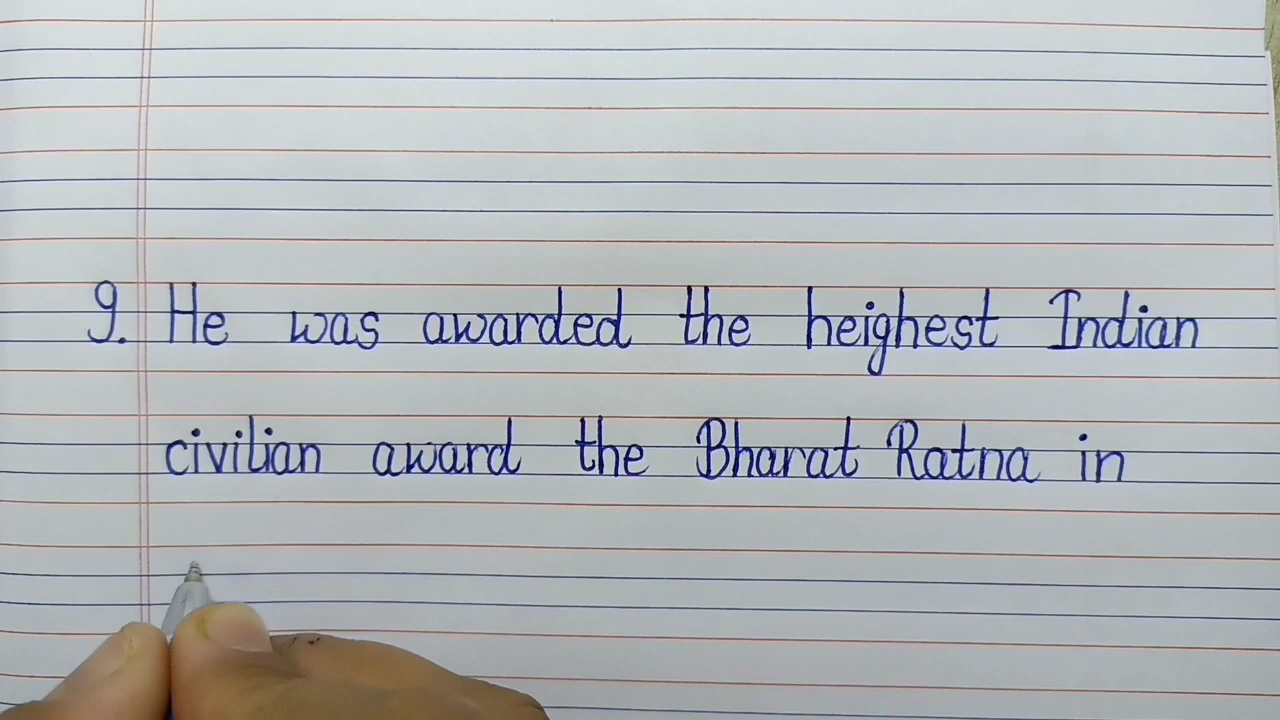 9. He was awarded the heighest Indian
civilian award the Bharat Ratna in